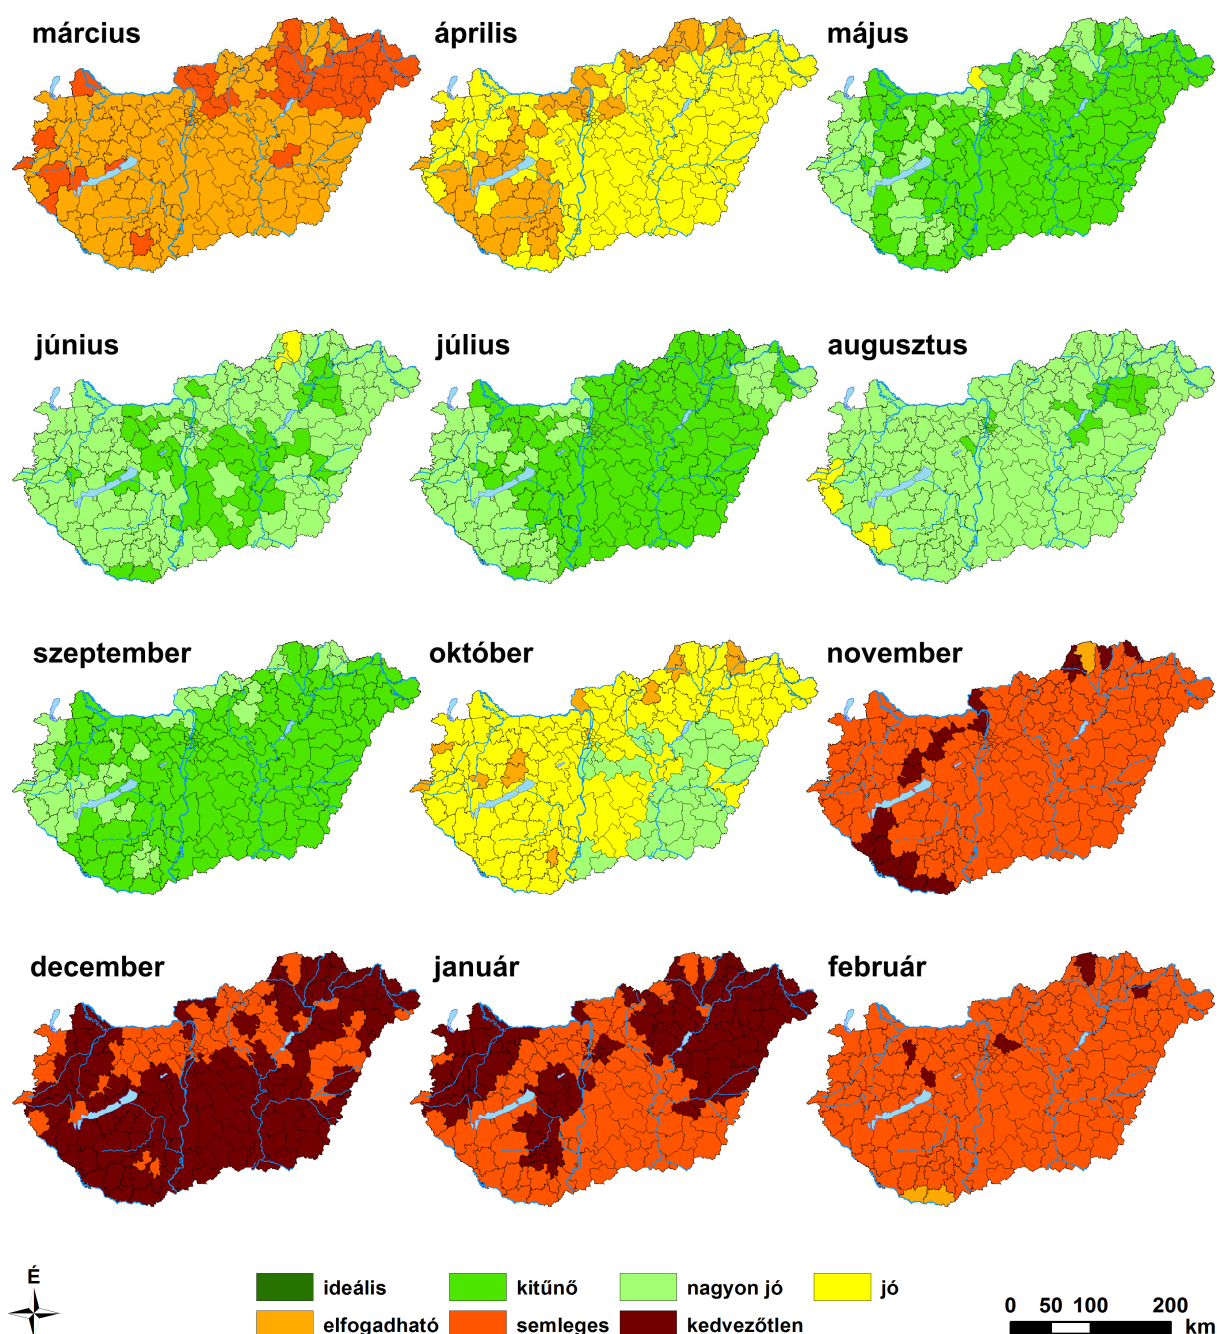 március
április
május
június
július
augusztus
szeptember
október
november
december
január
február
É
ideális
kitűnő
nagyon jó
jó
elfogadható
semleges
kedvezőtlen
0 50 100 200
km